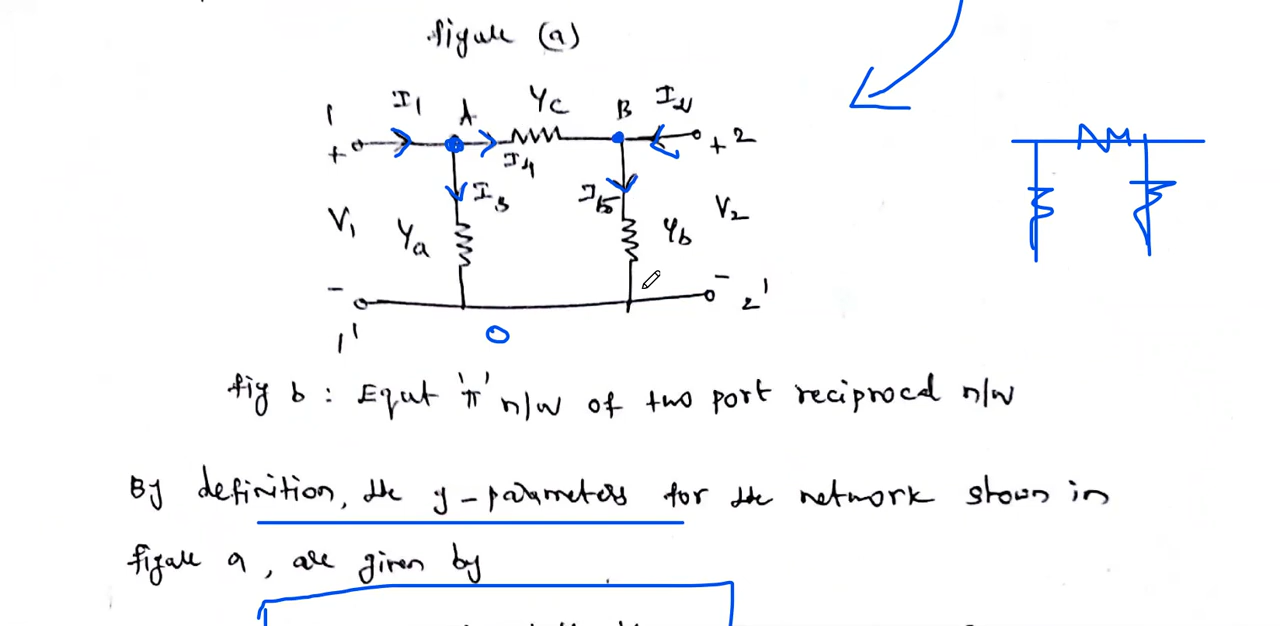 figure (a)
1 I1 A Yc B I2 + 2
+ I4
I3 I5
V1 Ya Yb V2
- - 2'
1' 0
fig b : Equt 'π' n/w of two port reciprocal n/w
By definition, the y-parameters for the network shown in
figure a, are given by